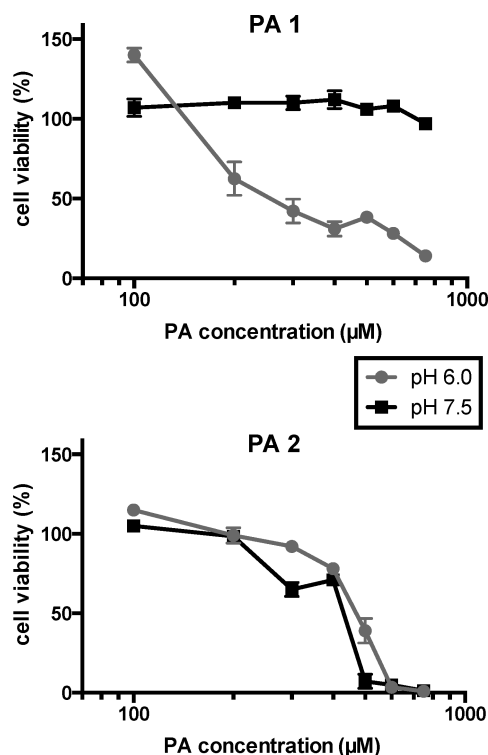 PA 1
150
100
50
0
cell viability (%)
100 1000
PA concentration (µM)
pH 6.0
pH 7.5
PA 2
150
100
50
0
cell viability (%)
100 1000
PA concentration (µM)